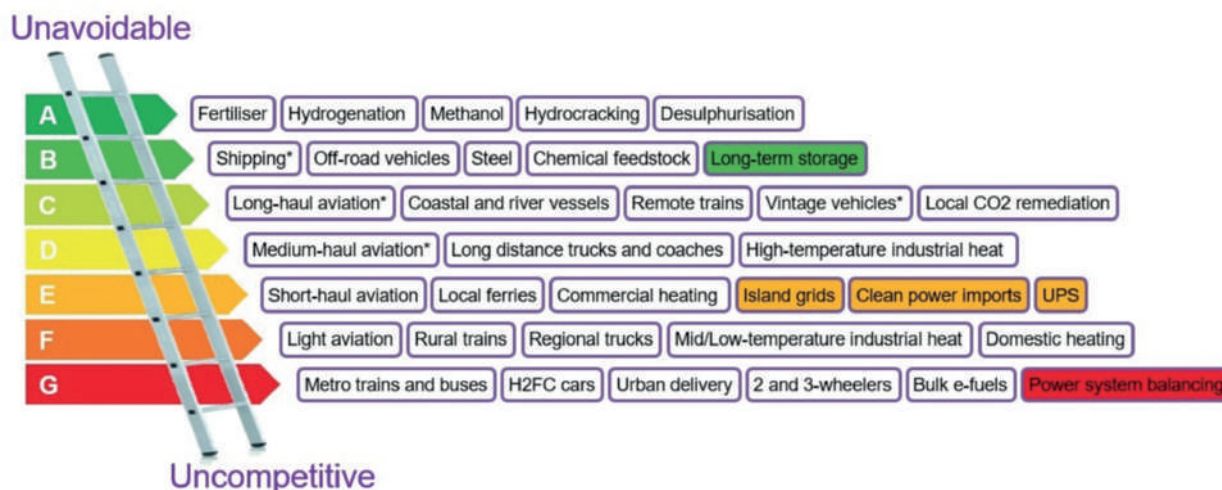 Unavoidable
A Fertiliser Hydrogenation Methanol Hydrocracking Desulphurisation
B Shipping* Off-road vehicles Steel Chemical feedstock Long-term storage
C Long-haul aviation* Coastal and river vessels Remote trains Vintage vehicles* Local CO2 remediation
D Medium-haul aviation* Long distance trucks and coaches High-temperature industrial heat
E Short-haul aviation Local ferries Commercial heating Island grids Clean power imports UPS
F Light aviation Rural trains Regional trucks Mid/Low-temperature industrial heat Domestic heating
G Metro trains and buses H2FC cars Urban delivery 2 and 3-wheelers Bulk e-fuels Power system balancing
Uncompetitive